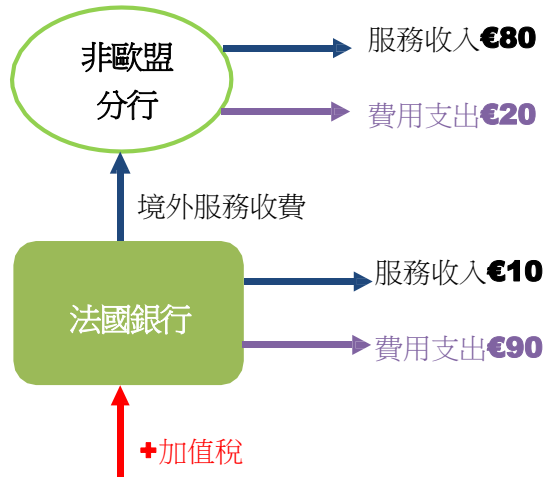 非歐盟
分行
服務收入€80
費用支出€20
境外服務收費
法國銀行
服務收入€10
費用支出€90
+加值稅